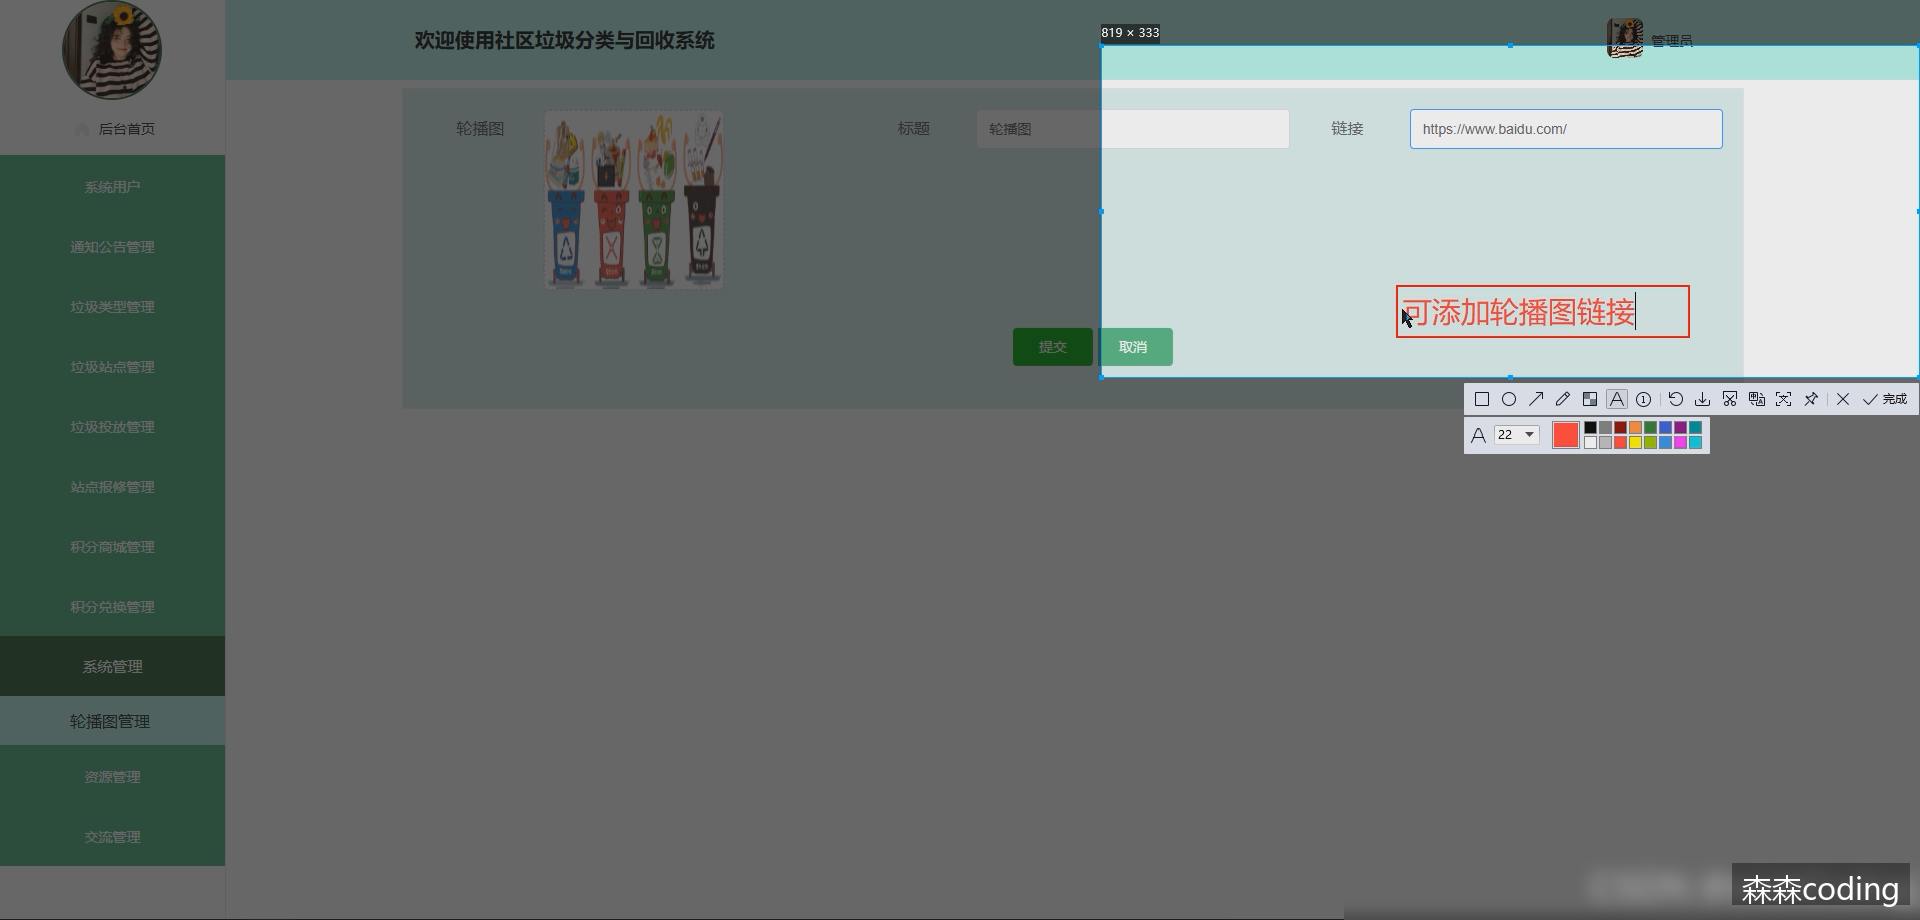 欢迎使用社区垃圾分类与回收系统
819 × 333
管理员
后台首页
系统用户
通知公告管理
垃圾类型管理
垃圾站点管理
垃圾投放管理
站点报修管理
积分商城管理
积分兑换管理
系统管理
轮播图管理
资源管理
交流管理
轮播图
标题
轮播图
链接
https://www.baidu.com/
可添加轮播图链接
提交
取消
完成
22
森森coding